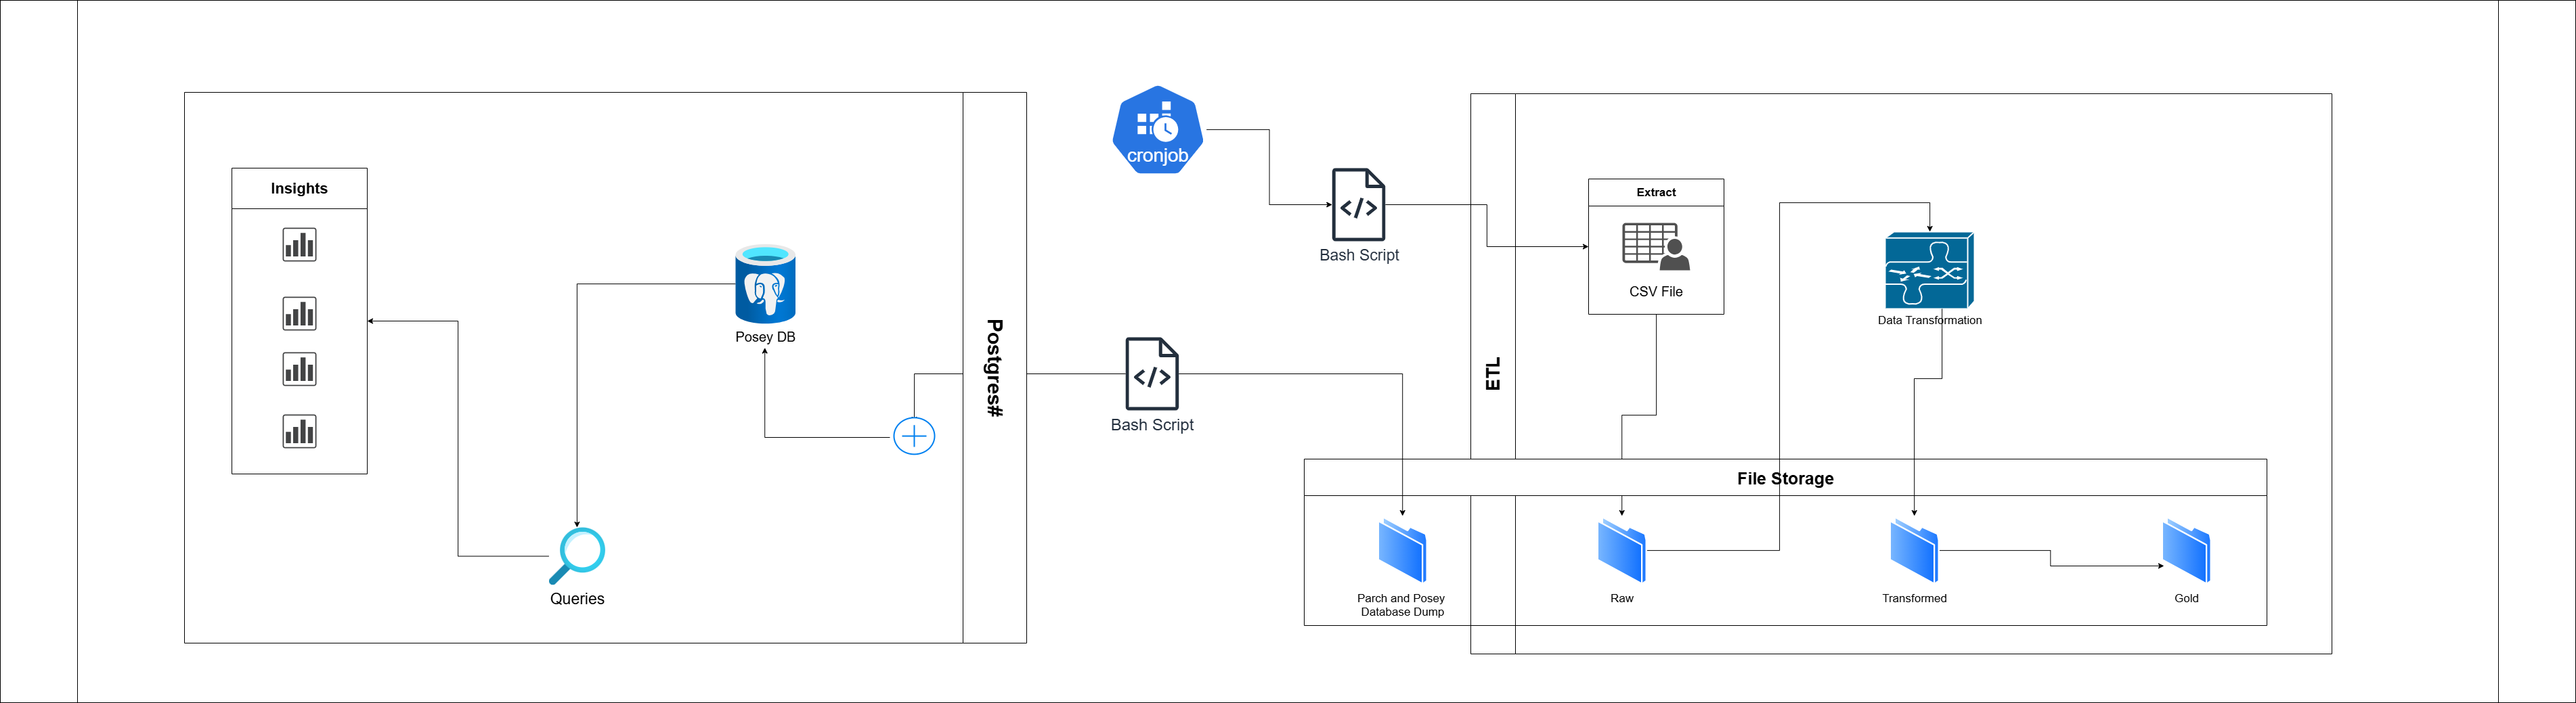 cronjob
Insights
Extract
Bash Script
CSV File
Data Transformation
Posey DB
Postgres#
ETL
Bash Script
File Storage
Queries
Parch and Posey
Database Dump
Raw
Transformed
Gold